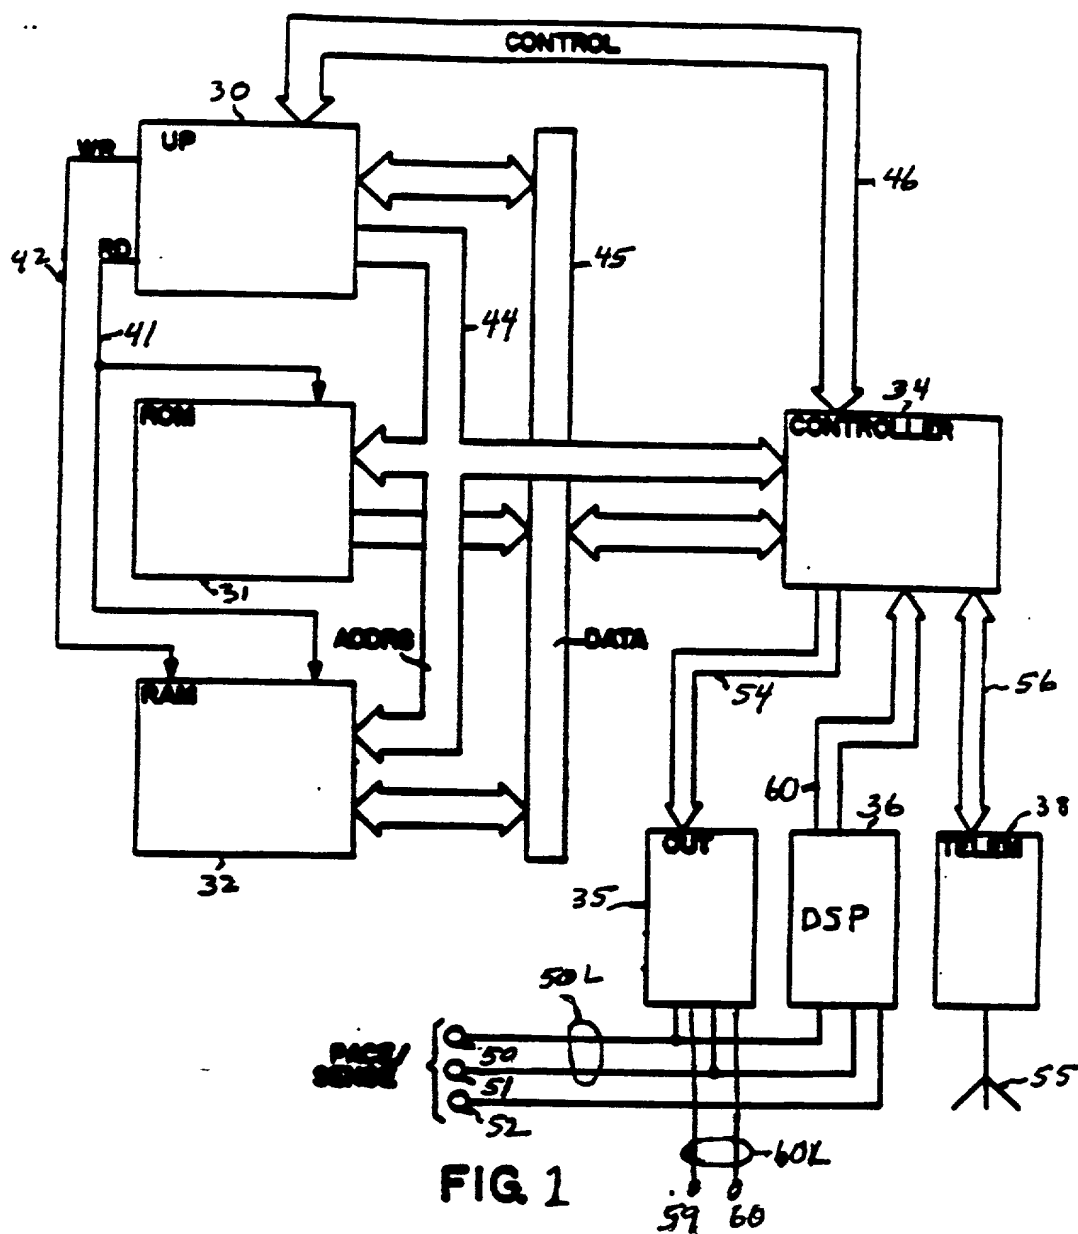 CONTROL
30
UP
WR
46
RD
42
45
41
44
34
ROM
CONTROLLER
31
ADDRS
DATA
RAM
54
56
60
36
38
OUT
TELEM
32
35
DSP
50L
PACE/
SENSE
50
51
52
55
60L
FIG. 1
59
60